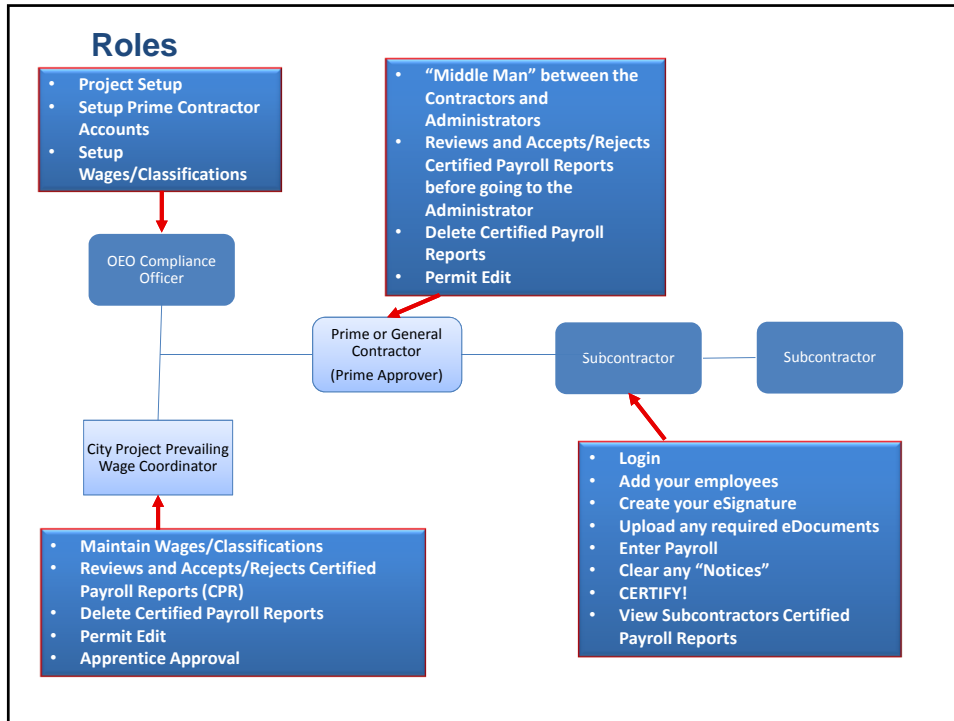 Roles
• Project Setup
• Setup Prime Contractor
Accounts
• Setup
Wages/Classifications
• “Middle Man” between the
Contractors and
Administrators
• Reviews and Accepts/Rejects
Certified Payroll Reports
before going to the
Administrator
• Delete Certified Payroll
Reports
• Permit Edit
OEO Compliance
Officer
Prime or General
Contractor
(Prime Approver)
Subcontractor
Subcontractor
City Project Prevailing
Wage Coordinator
• Maintain Wages/Classifications
• Reviews and Accepts/Rejects Certified
Payroll Reports (CPR)
• Delete Certified Payroll Reports
• Permit Edit
• Apprentice Approval
• Login
• Add your employees
• Create your eSignature
• Upload any required eDocuments
• Enter Payroll
• Clear any “Notices”
• CERTIFY!
• View Subcontractors Certified
Payroll Reports